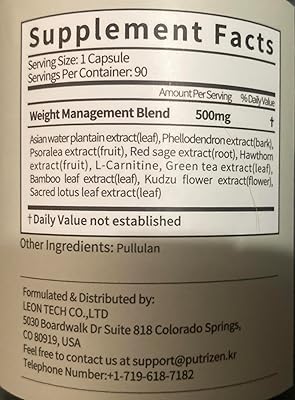 Supplement Facts
Serving Size: 1 Capsule
Servings Per Container: 90
Amount Per Serving % Daily Value
Weight Management Blend 500mg †
Asian water plantain extract(leaf), Phellodendron extract(bark),
Psoralea extract(fruit), Red sage extract(root), Hawthorn
extract(fruit), L-Carnitine, Green tea extract(leaf),
Bamboo leaf extract(leaf), Kudzu flower extract(flower),
Sacred lotus leaf extract(leaf)
† Daily Value not established
Other Ingredients: Pullulan
Formulated & Distributed by:
LEON TECH CO.,LTD
5030 Boardwalk Dr Suite 818 Colorado Springs,
CO 80919, USA
Feel free to contact us at support@putrizen.kr
Telephone Number:+1-719-618-7182